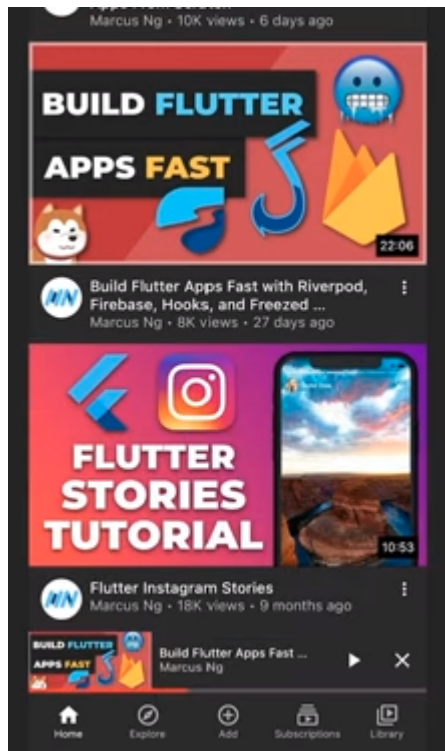 Apps From Scratch
Marcus Ng • 10K views • 6 days ago
BUILD FLUTTER
APPS FAST
22:06
Build Flutter Apps Fast with Riverpod,
Firebase, Hooks, and Freezed ...
Marcus Ng • 8K views • 27 days ago
FLUTTER
STORIES
TUTORIAL
10:53
Flutter Instagram Stories
Marcus Ng • 18K views • 9 months ago
BUILD FLUTTER
APPS FAST
Build Flutter Apps Fast ...
Marcus Ng
Home
Explore
Add
Subscriptions
Library